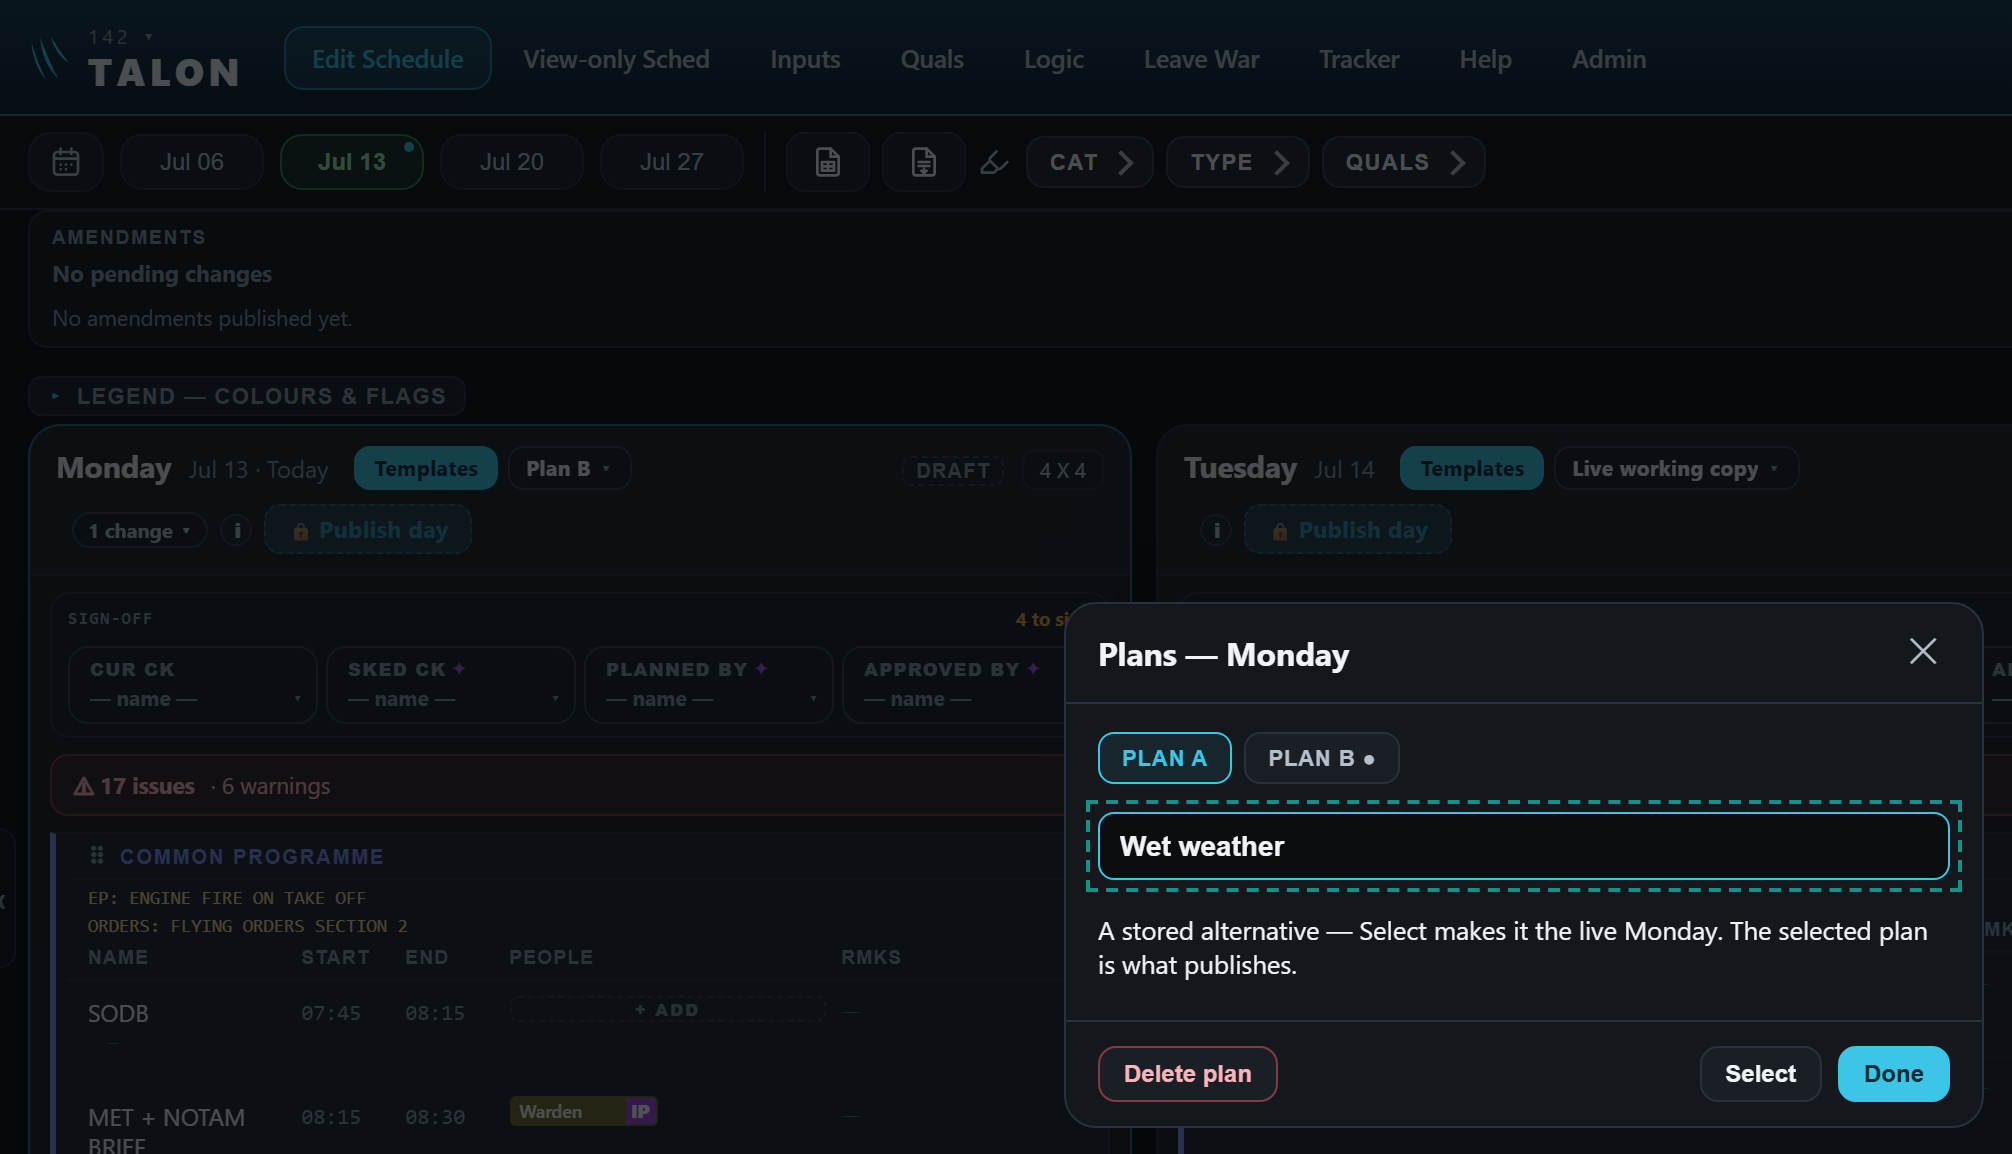 142 ▾
TALON
Edit Schedule
View-only Sched
Inputs
Quals
Logic
Leave War
Tracker
Help
Admin
Jul 06
Jul 13
Jul 20
Jul 27
CAT
TYPE
QUALS
AMENDMENTS
No pending changes
No amendments published yet.
▸ LEGEND — COLOURS & FLAGS
Monday Jul 13 · Today
Templates
Plan B ▾
DRAFT
4 X 4
1 change ▾
i
Publish day
Tuesday Jul 14
Templates
Live working copy ▾
i
Publish day
SIGN-OFF
4 to
CUR CK
— name —
SKED CK ✦
— name —
PLANNED BY ✦
— name —
APPROVED BY ✦
— name —
17 issues · 6 warnings
COMMON PROGRAMME
EP: ENGINE FIRE ON TAKE OFF
ORDERS: FLYING ORDERS SECTION 2
NAME START END PEOPLE RMKS
SODB 07:45 08:15 + ADD —
—
MET + NOTAM 08:15 08:30 Warden IP —
BRIEF
Plans — Monday
PLAN A
PLAN B ●
Wet weather
A stored alternative — Select makes it the live Monday. The selected plan
is what publishes.
Delete plan
Select
Done